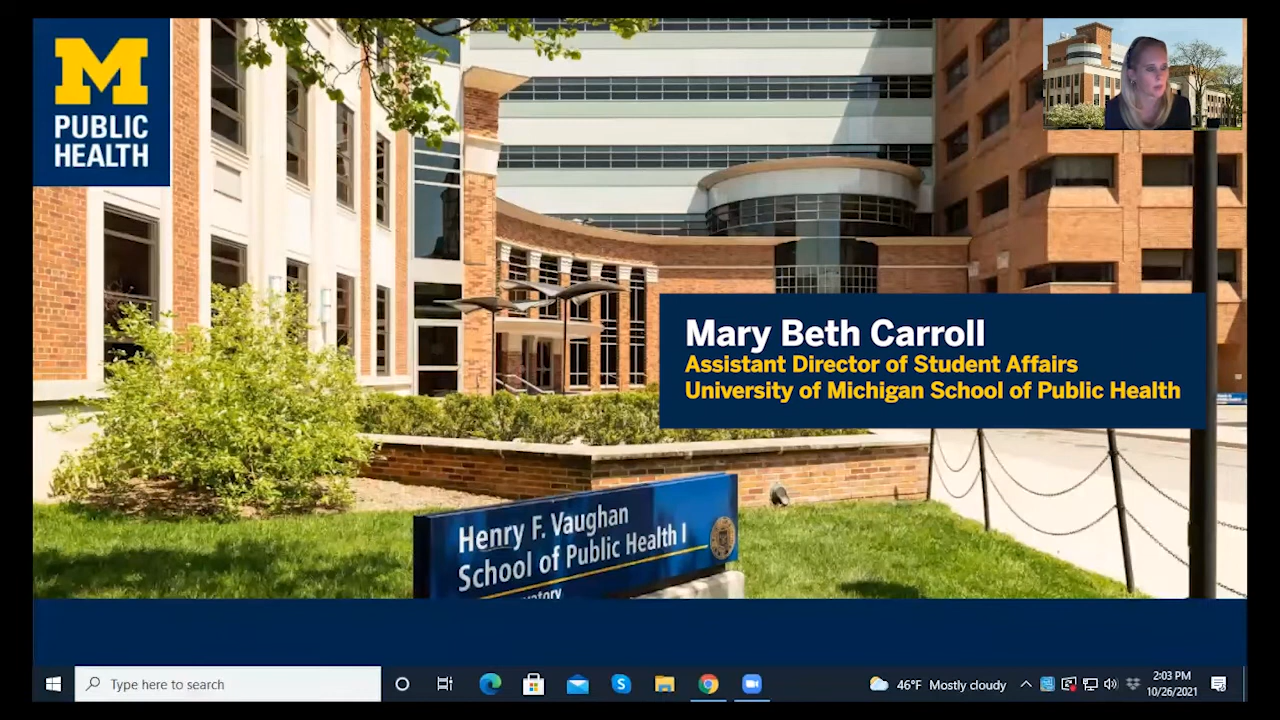 M
PUBLIC
HEALTH
Mary Beth Carroll
Assistant Director of Student Affairs
University of Michigan School of Public Health
Henry F. Vaughan
School of Public Health I
Type here to search
46°F Mostly cloudy
2:03 PM
10/26/2021